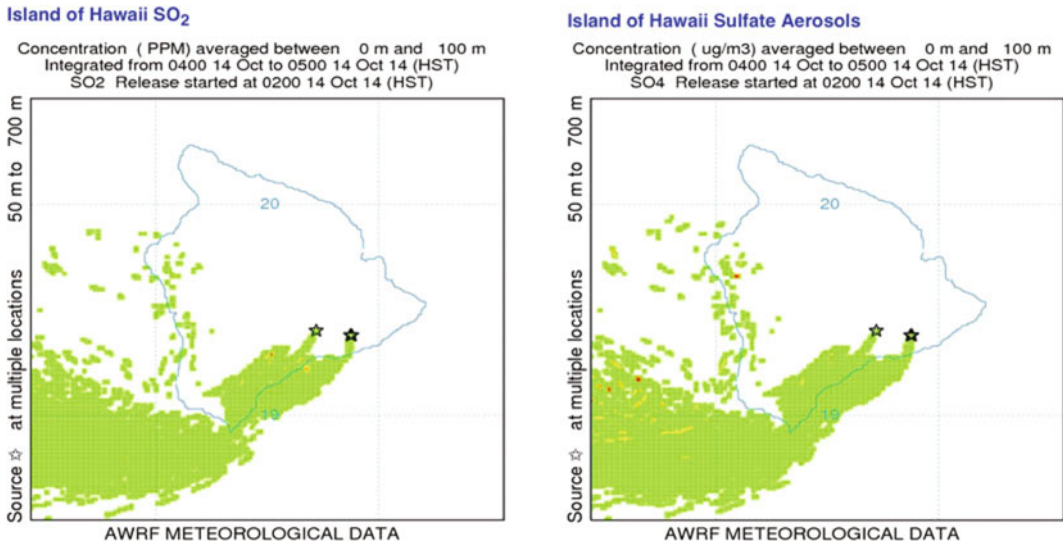 Island of Hawaii SO₂
Concentration ( PPM) averaged between 0 m and 100 m
Integrated from 0400 14 Oct to 0500 14 Oct 14 (HST)
SO2 Release started at 0200 14 Oct 14 (HST)
Source ☆ at multiple locations 50 m to 700 m
20
19
AWRF METEOROLOGICAL DATA
Island of Hawaii Sulfate Aerosols
Concentration ( ug/m3) averaged between 0 m and 100 m
Integrated from 0400 14 Oct to 0500 14 Oct 14 (HST)
SO4 Release started at 0200 14 Oct 14 (HST)
Source ☆ at multiple locations 50 m to 700 m
20
19
AWRF METEOROLOGICAL DATA